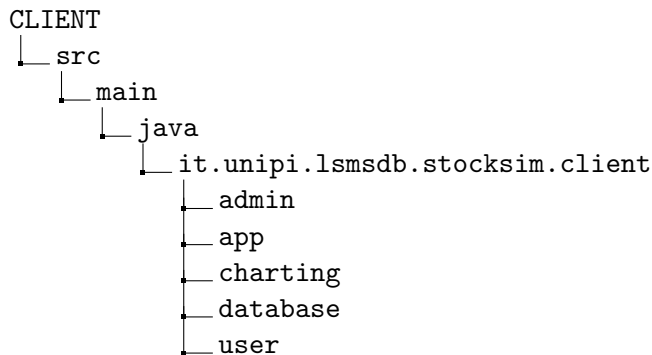 CLIENT
src
main
java
it.unipi.lsmsdb.stocksim.client
admin
app
charting
database
user